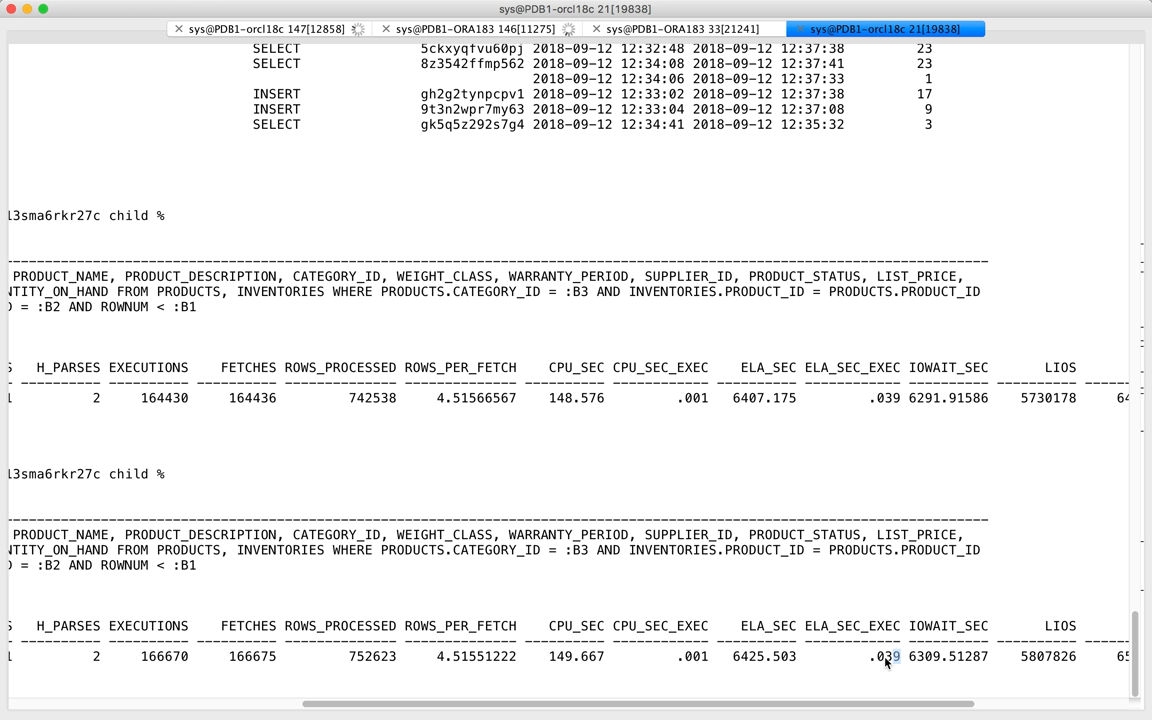 sys@PDB1-orcl18c 21[19838]
sys@PDB1-orcl18c 147[12858] sys@PDB1-ORA183 146[11275] sys@PDB1-ORA183 33[21241] sys@PDB1-orcl18c 21[19838]
SELECT 5ckxyqfvu60pj 2018-09-12 12:32:48 2018-09-12 12:37:38 23
SELECT 8z3542ffmp562 2018-09-12 12:34:08 2018-09-12 12:37:41 23
2018-09-12 12:34:06 2018-09-12 12:37:33 1
INSERT gh2g2tynpcpv1 2018-09-12 12:33:02 2018-09-12 12:37:38 17
INSERT 9t3n2wpr7my63 2018-09-12 12:33:04 2018-09-12 12:37:08 9
SELECT gk5q5z292s7g4 2018-09-12 12:34:41 2018-09-12 12:35:32 3
13sma6rkr27c child %
PRODUCT_NAME, PRODUCT_DESCRIPTION, CATEGORY_ID, WEIGHT_CLASS, WARRANTY_PERIOD, SUPPLIER_ID, PRODUCT_STATUS, LIST_PRICE,
NTITY_ON_HAND FROM PRODUCTS, INVENTORIES WHERE PRODUCTS.CATEGORY_ID = :B3 AND INVENTORIES.PRODUCT_ID = PRODUCTS.PRODUCT_ID
D = :B2 AND ROWNUM < :B1
S H_PARSES EXECUTIONS FETCHES ROWS_PROCESSED ROWS_PER_FETCH CPU_SEC CPU_SEC_EXEC ELA_SEC ELA_SEC_EXEC IOWAIT_SEC LIOS
1 2 164430 164436 742538 4.51566567 148.576 .001 6407.175 .039 6291.91586 5730178 64
13sma6rkr27c child %
PRODUCT_NAME, PRODUCT_DESCRIPTION, CATEGORY_ID, WEIGHT_CLASS, WARRANTY_PERIOD, SUPPLIER_ID, PRODUCT_STATUS, LIST_PRICE,
NTITY_ON_HAND FROM PRODUCTS, INVENTORIES WHERE PRODUCTS.CATEGORY_ID = :B3 AND INVENTORIES.PRODUCT_ID = PRODUCTS.PRODUCT_ID
D = :B2 AND ROWNUM < :B1
S H_PARSES EXECUTIONS FETCHES ROWS_PROCESSED ROWS_PER_FETCH CPU_SEC CPU_SEC_EXEC ELA_SEC ELA_SEC_EXEC IOWAIT_SEC LIOS
1 2 166670 166675 752623 4.51551222 149.667 .001 6425.503 .039 6309.51287 5807826 65